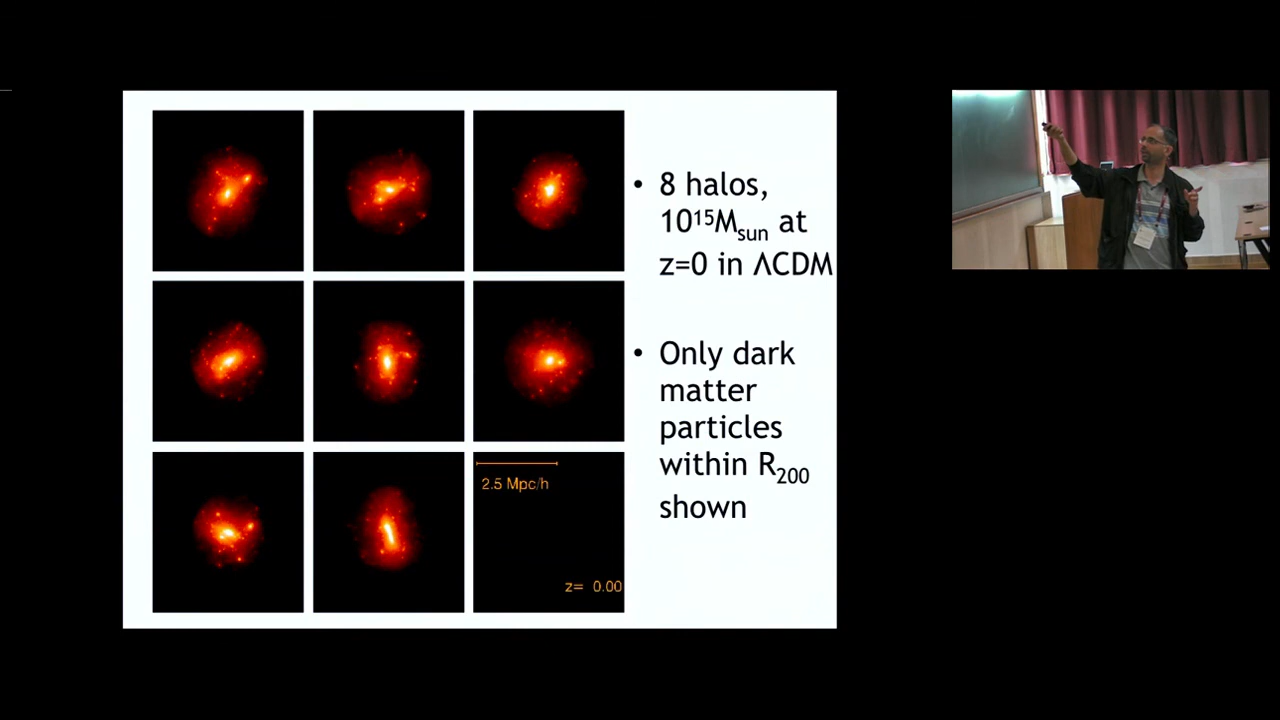 • 8 halos,
10¹⁵M_sun at
z=0 in ΛCDM
• Only dark
matter
particles
within R₂₀₀
shown
2.5 Mpc/h
z= 0.00